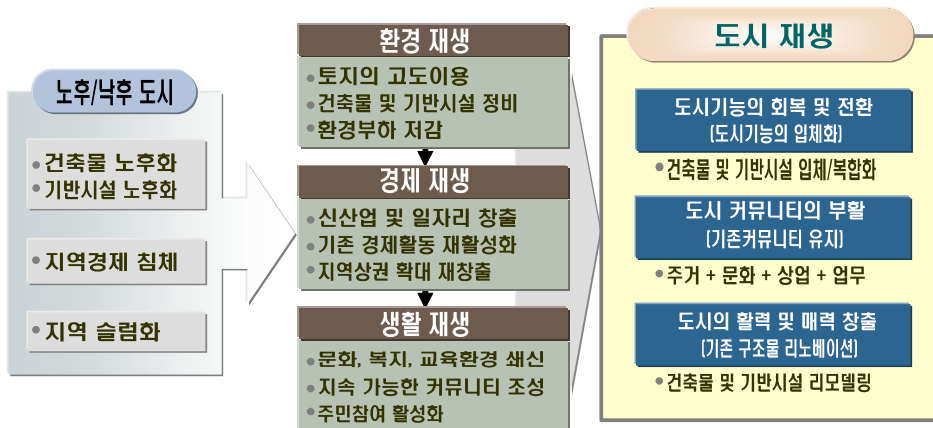 노후/낙후 도시
• 건축물 노후화
• 기반시설 노후화
• 지역경제 침체
• 지역 슬럼화
환경 재생
• 토지의 고도이용
• 건축물 및 기반시설 정비
• 환경부하 저감
경제 재생
• 신산업 및 일자리 창출
• 기존 경제활동 재활성화
• 지역상권 확대 재창출
생활 재생
• 문화, 복지, 교육환경 쇄신
• 지속 가능한 커뮤니티 조성
• 주민참여 활성화
도시 재생
도시기능의 회복 및 전환
(도시기능의 입체화)
• 건축물 및 기반시설 입체/복합화
도시 커뮤니티의 부활
(기존커뮤니티 유지)
• 주거 + 문화 + 상업 + 업무
도시의 활력 및 매력 창출
(기존 구조물 리노베이션)
• 건축물 및 기반시설 리모델링